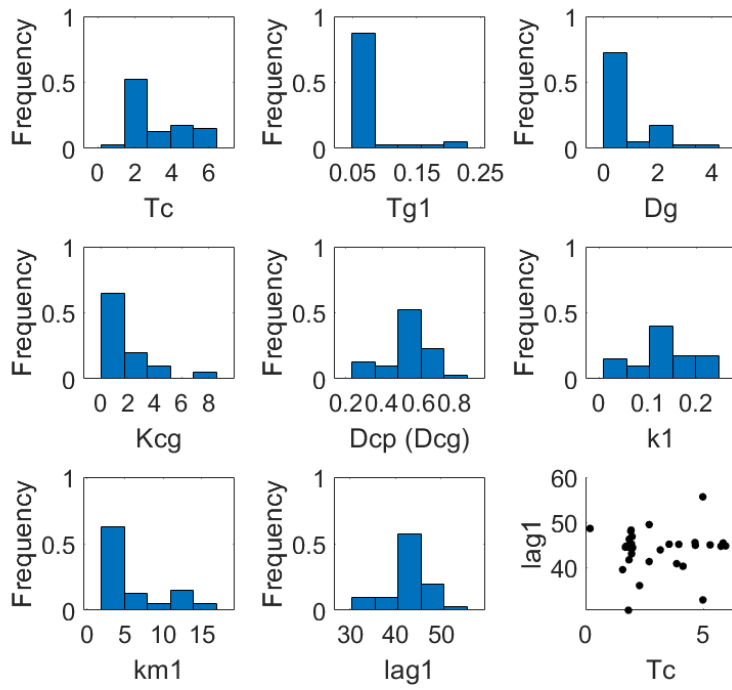 Frequency
1
0.5
0
0 2 4 6
Tc
Frequency
1
0.5
0
0.05 0.15 0.25
Tg1
Frequency
1
0.5
0
0 2 4
Dg
Frequency
1
0.5
0
0 2 4 6 8
Kcg
Frequency
1
0.5
0
0.20.40.60.8
Dcp (Dcg)
Frequency
1
0.5
0
0 0.1 0.2
k1
Frequency
1
0.5
0
0 5 10 15
km1
Frequency
1
0.5
0
30 40 50
lag1
lag1
60
50
40
0 5
Tc